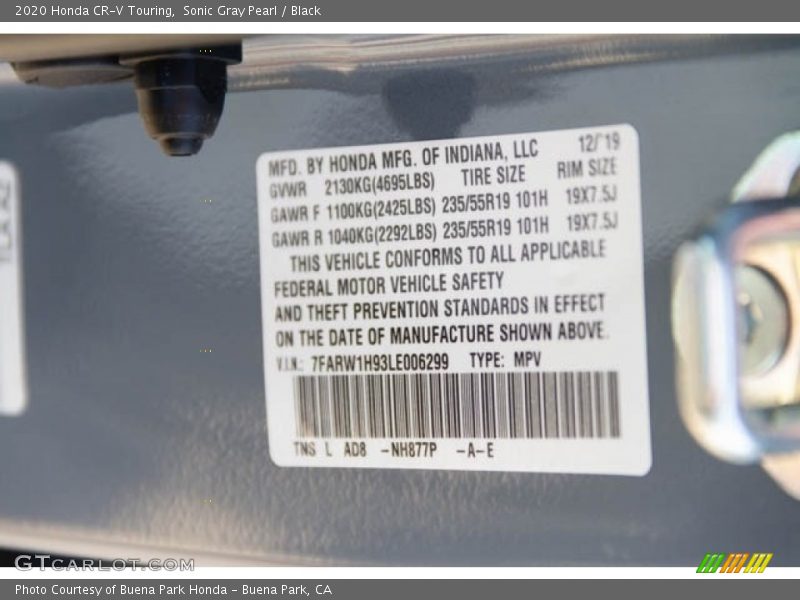 2020 Honda CR-V Touring, Sonic Gray Pearl / Black
MFD. BY HONDA MFG. OF INDIANA, LLC 12/19
GVWR 2130KG(4695LBS) TIRE SIZE RIM SIZE
GAWR F 1100KG(2425LBS) 235/55R19 101H 19X7.5J
GAWR R 1040KG(2292LBS) 235/55R19 101H 19X7.5J
THIS VEHICLE CONFORMS TO ALL APPLICABLE
FEDERAL MOTOR VEHICLE SAFETY
AND THEFT PREVENTION STANDARDS IN EFFECT
ON THE DATE OF MANUFACTURE SHOWN ABOVE.
V.I.N.: 7FARW1H93LE006299 TYPE: MPV
TNS L AD8 -NH877P -A-E
GTCARLOT.COM
Photo Courtesy of Buena Park Honda - Buena Park, CA